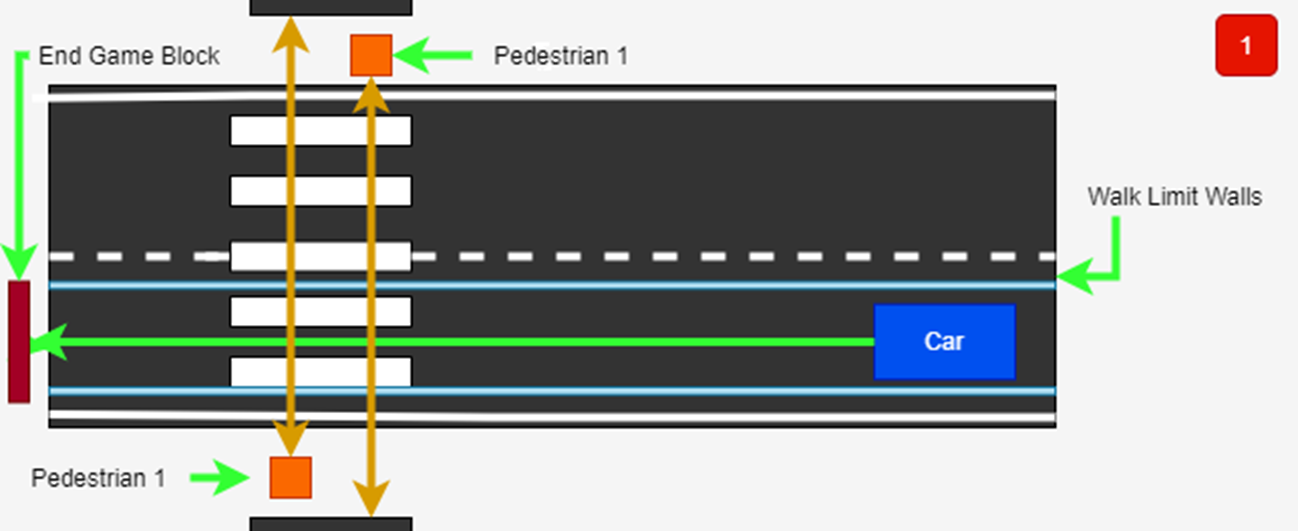 End Game Block
Pedestrian 1
1
Walk Limit Walls
Car
Pedestrian 1